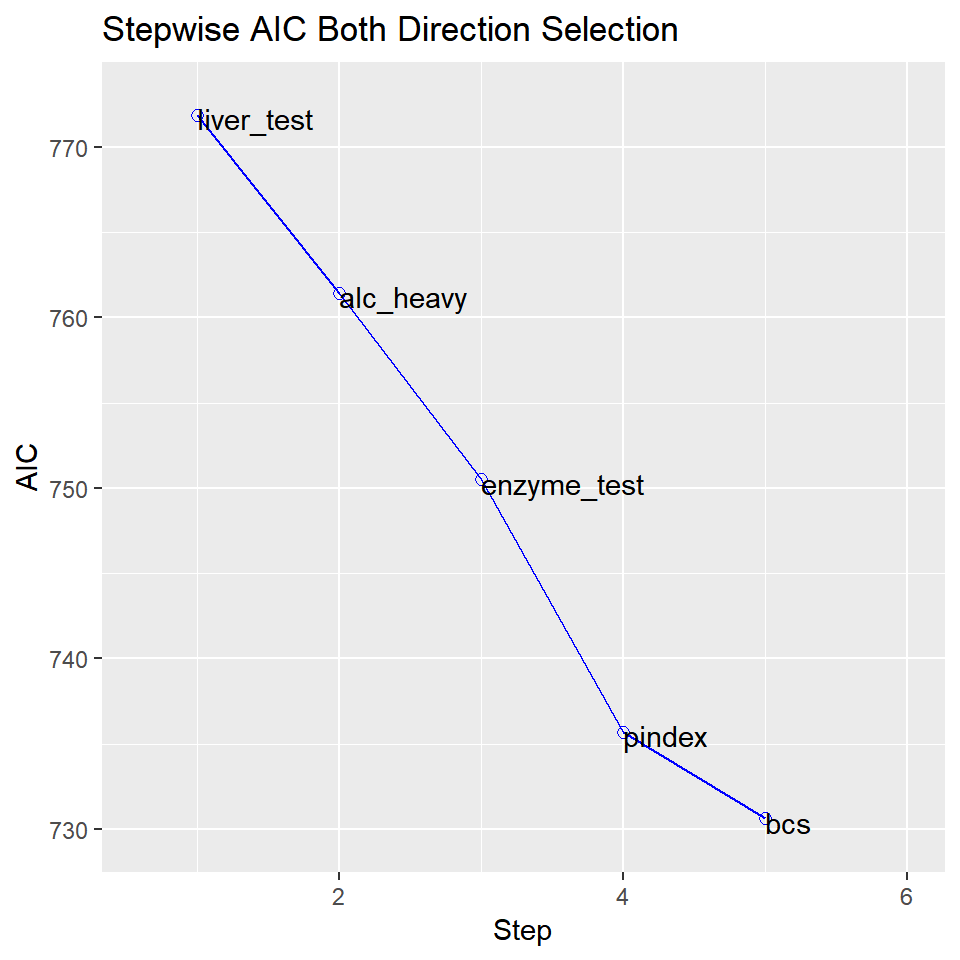 Stepwise AIC Both Direction Selection
770
760
750
740
730
AIC
liver_test
alc_heavy
enzyme_test
pindex
bcs
2
4
6
Step